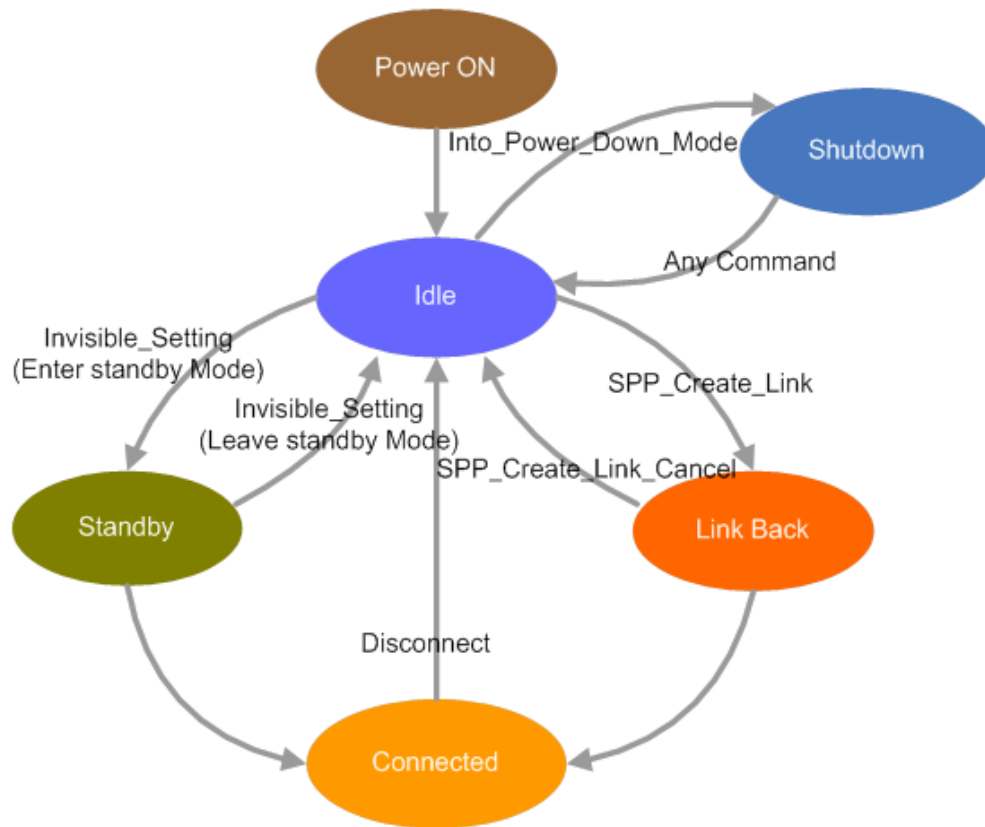 Power ON
Into_Power_Down_Mode
Shutdown
Any Command
Idle
Invisible_Setting
(Enter standby Mode)
SPP_Create_Link
Invisible_Setting
(Leave standby Mode)
SPP_Create_Link_Cancel
Standby
Link Back
Disconnect
Connected